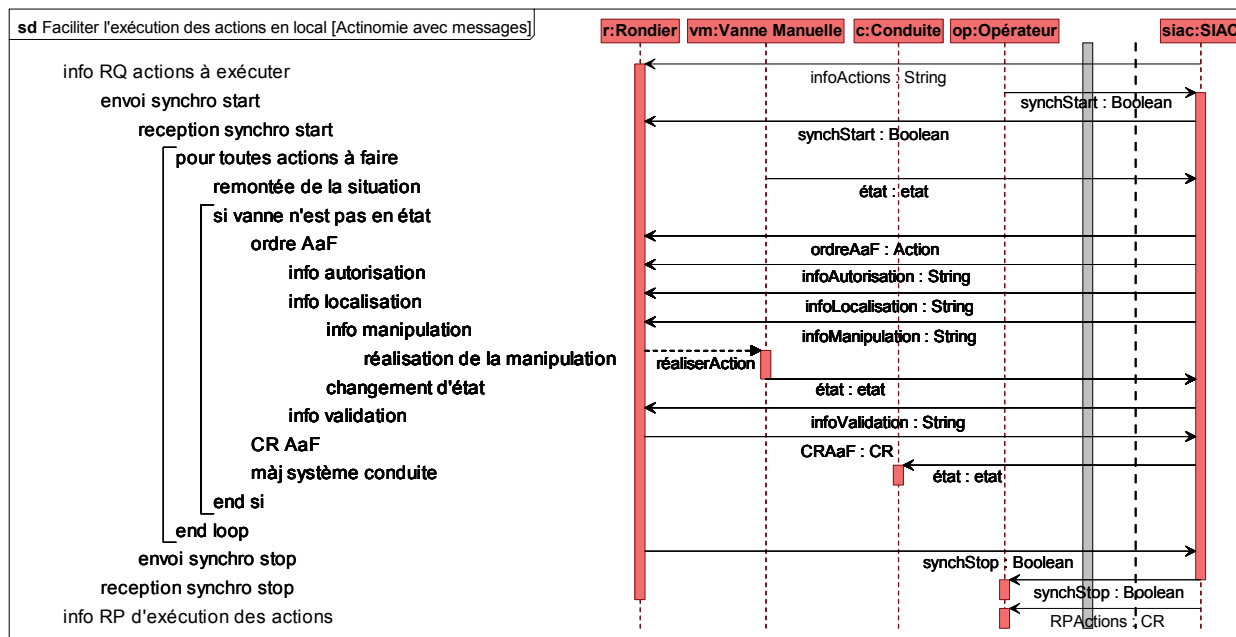 sd Faciliter l'exécution des actions en local [Actinomie avec messages]
r:Rondier
vm:Vanne Manuelle
c:Conduite
op:Opérateur
siac:SIAC
info RQ actions à exécuter
infoActions : String
envoi synchro start
synchStart : Boolean
reception synchro start
synchStart : Boolean
pour toutes actions à faire
remontée de la situation
état : etat
si vanne n'est pas en état
ordre AaF
ordreAaF : Action
info autorisation
infoAutorisation : String
info localisation
infoLocalisation : String
info manipulation
infoManipulation : String
réalisation de la manipulation
réaliserAction
changement d'état
état : etat
info validation
infoValidation : String
CR AaF
CRAaF : CR
màj système conduite
état : etat
end si
end loop
envoi synchro stop
synchStop : Boolean
reception synchro stop
synchStop : Boolean
info RP d'exécution des actions
RPActions : CR